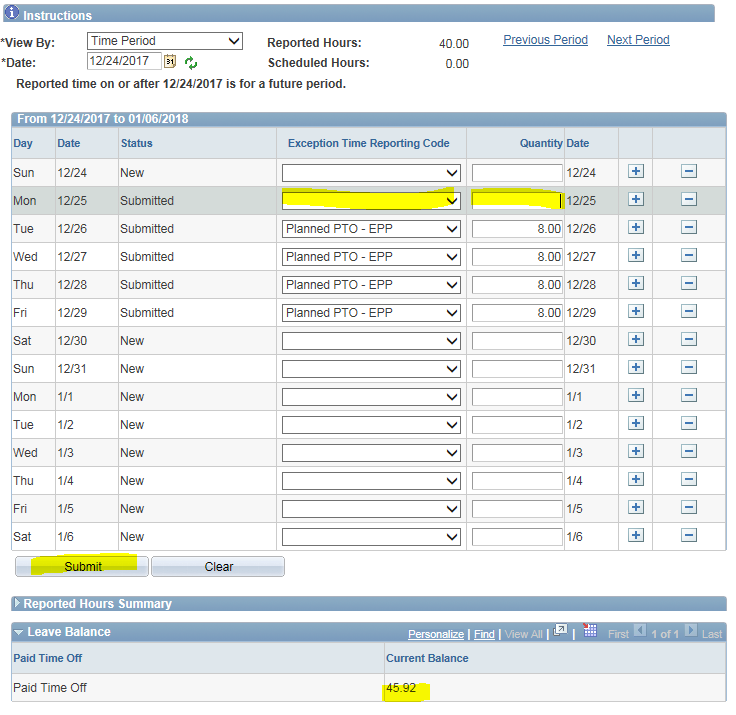 Instructions
*View By: Time Period Reported Hours: 40.00 Previous Period Next Period
*Date: 12/24/2017 31 Scheduled Hours: 0.00
Reported time on or after 12/24/2017 is for a future period.
From 12/24/2017 to 01/06/2018
Day Date Status Exception Time Reporting Code Quantity Date
Sun 12/24 New 12/24
Mon 12/25 Submitted 12/25
Tue 12/26 Submitted Planned PTO - EPP 8.00 12/26
Wed 12/27 Submitted Planned PTO - EPP 8.00 12/27
Thu 12/28 Submitted Planned PTO - EPP 8.00 12/28
Fri 12/29 Submitted Planned PTO - EPP 8.00 12/29
Sat 12/30 New 12/30
Sun 12/31 New 12/31
Mon 1/1 New 1/1
Tue 1/2 New 1/2
Wed 1/3 New 1/3
Thu 1/4 New 1/4
Fri 1/5 New 1/5
Sat 1/6 New 1/6
Submit Clear
Reported Hours Summary
Leave Balance Personalize | Find | View All | | First 1 of 1 Last
Paid Time Off Current Balance
Paid Time Off 45.92